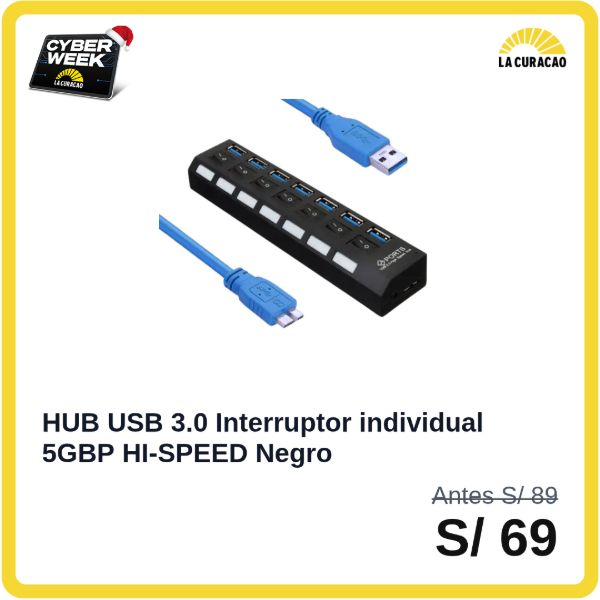 CYBER
WEEK
LA CURACAO
LA CURACAO
HUB USB 3.0 Interruptor individual
5GBP HI-SPEED Negro
Antes S/ 89
S/ 69